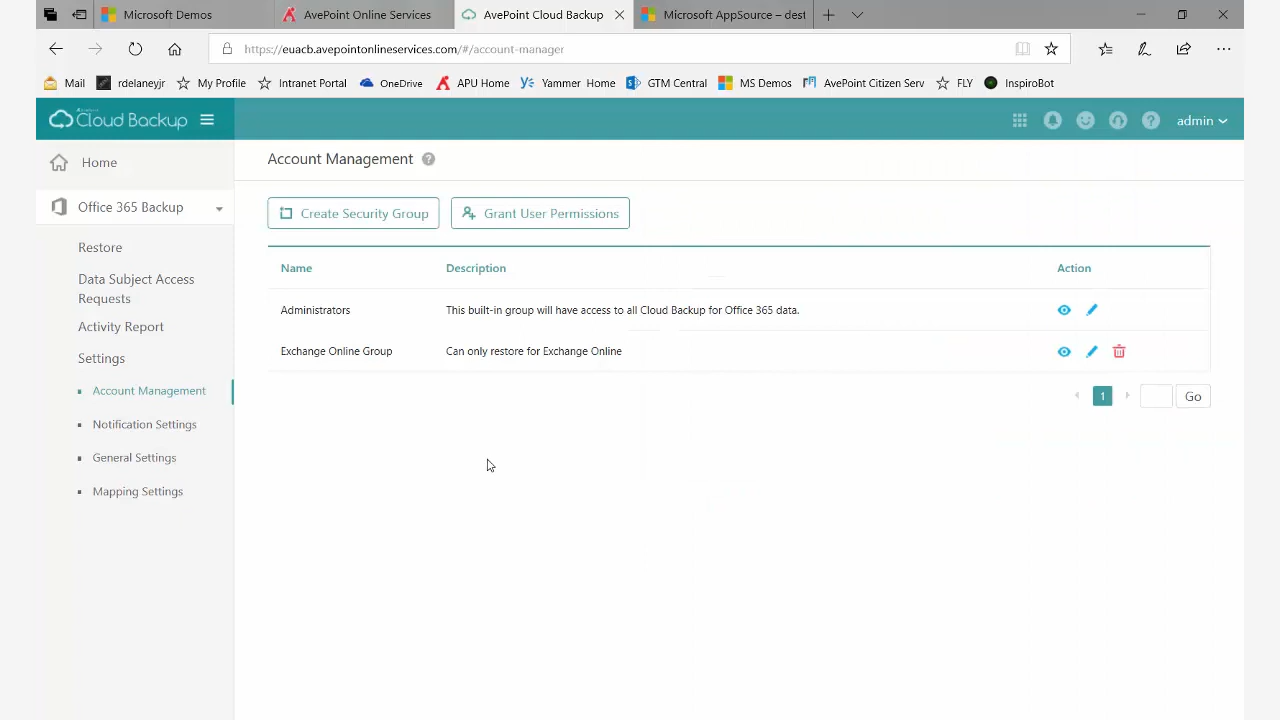 Microsoft Demos
AvePoint Online Services
AvePoint Cloud Backup
Microsoft AppSource – dest
https://euacb.avepointonlineservices.com/#/account-manager
Mail
rdelaneyjr
My Profile
Intranet Portal
OneDrive
APU Home
Yammer Home
GTM Central
MS Demos
AvePoint Citizen Serv
FLY
InspiroBot
Cloud Backup
admin
Home
Account Management
Office 365 Backup
Create Security Group
Grant User Permissions
Restore
Data Subject Access
Requests
Activity Report
Settings
Account Management
Notification Settings
General Settings
Mapping Settings
Name Description Action
Administrators This built-in group will have access to all Cloud Backup for Office 365 data.
Exchange Online Group Can only restore for Exchange Online
1 Go